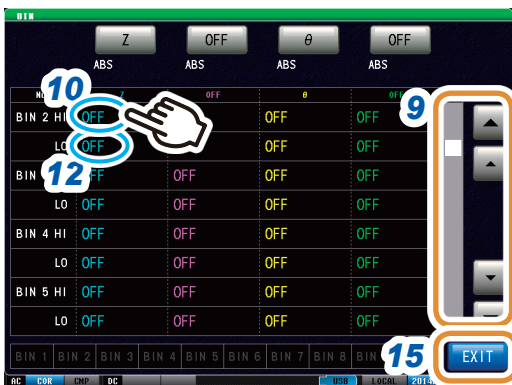 BIN
Z OFF θ OFF
ABS ABS ABS ABS
10 Z OFF θ OFF 9
BIN 2 HI OFF OFF OFF
LO OFF OFF OFF
12
BIN OFF OFF OFF OFF
LO OFF OFF OFF OFF
BIN 4 HI OFF OFF OFF OFF
LO OFF OFF OFF OFF
BIN 5 HI OFF OFF OFF OFF
LO OFF OFF OFF OFF
BIN 1 BIN 2 BIN 3 BIN 4 BIN 5 BIN 6 BIN 7 BIN 8 BIN 15 EXIT
AC COR CMP DC USB LOCAL